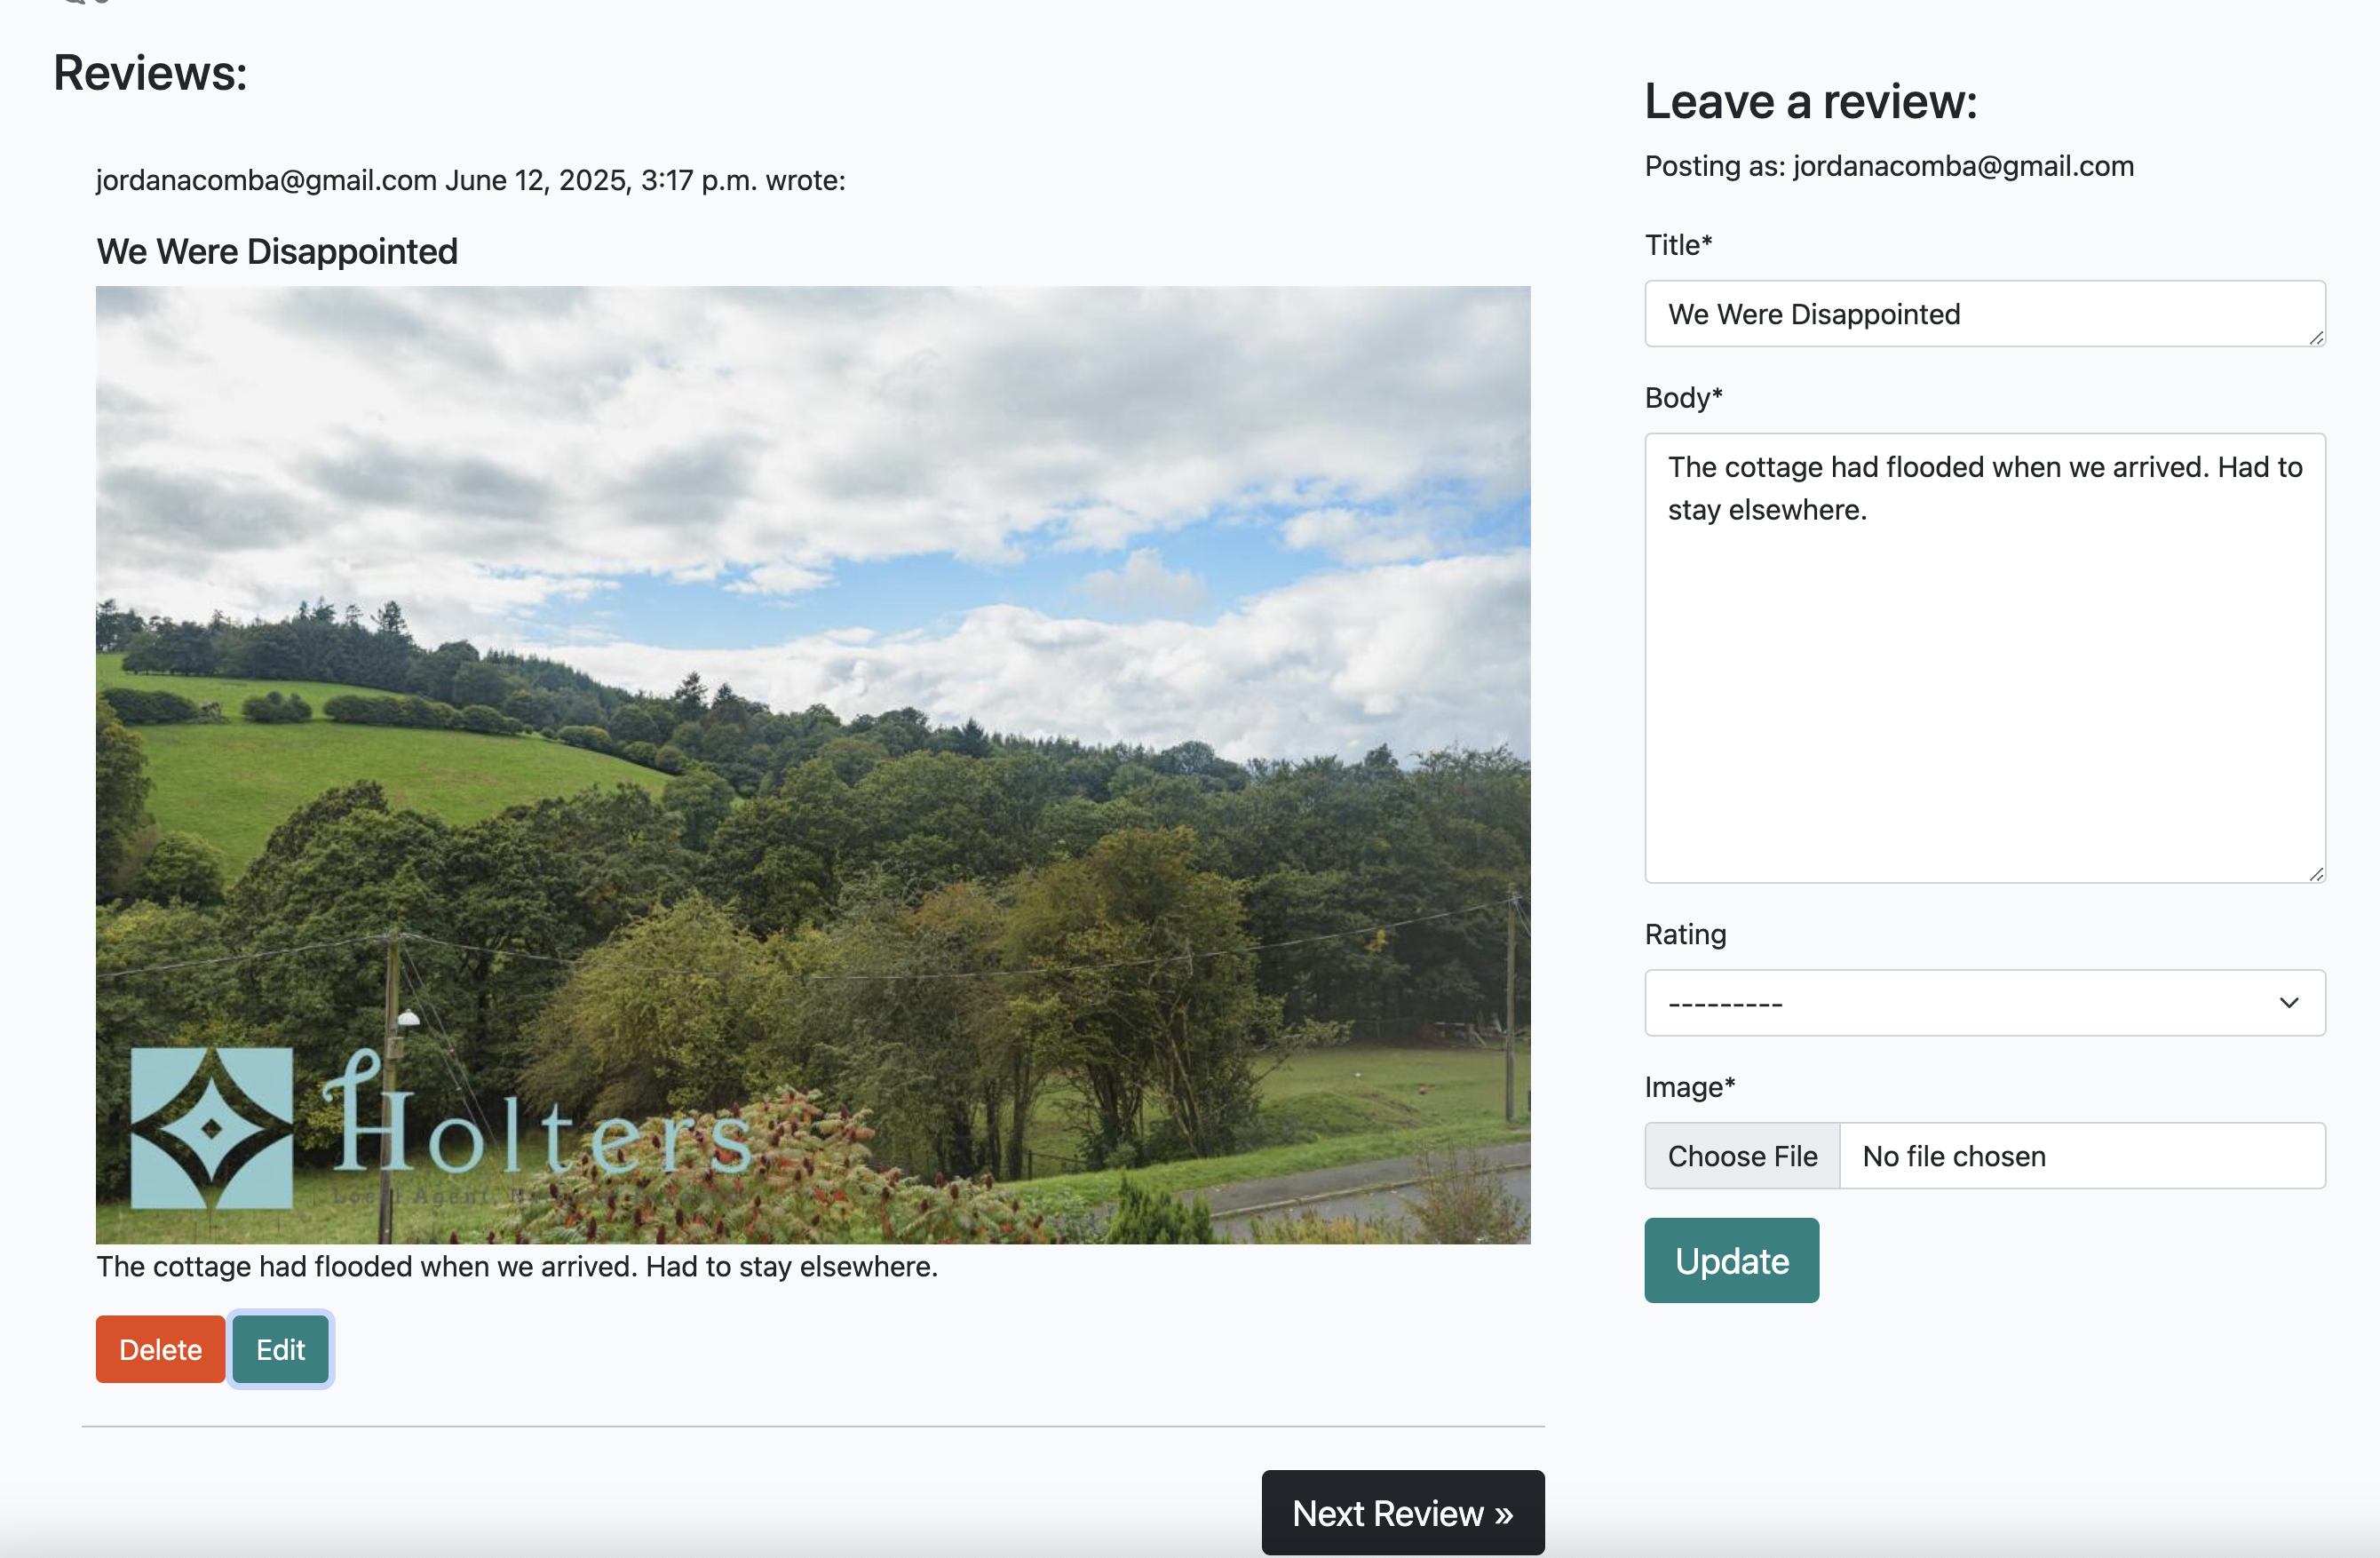 Reviews:
jordanacomba@gmail.com June 12, 2025, 3:17 p.m. wrote:
We Were Disappointed
Holters
Local Agent, N
The cottage had flooded when we arrived. Had to stay elsewhere.
Delete
Edit
Next Review »
Leave a review:
Posting as: jordanacomba@gmail.com
Title*
We Were Disappointed
Body*
The cottage had flooded when we arrived. Had to
stay elsewhere.
Rating
---------
Image*
Choose File
No file chosen
Update